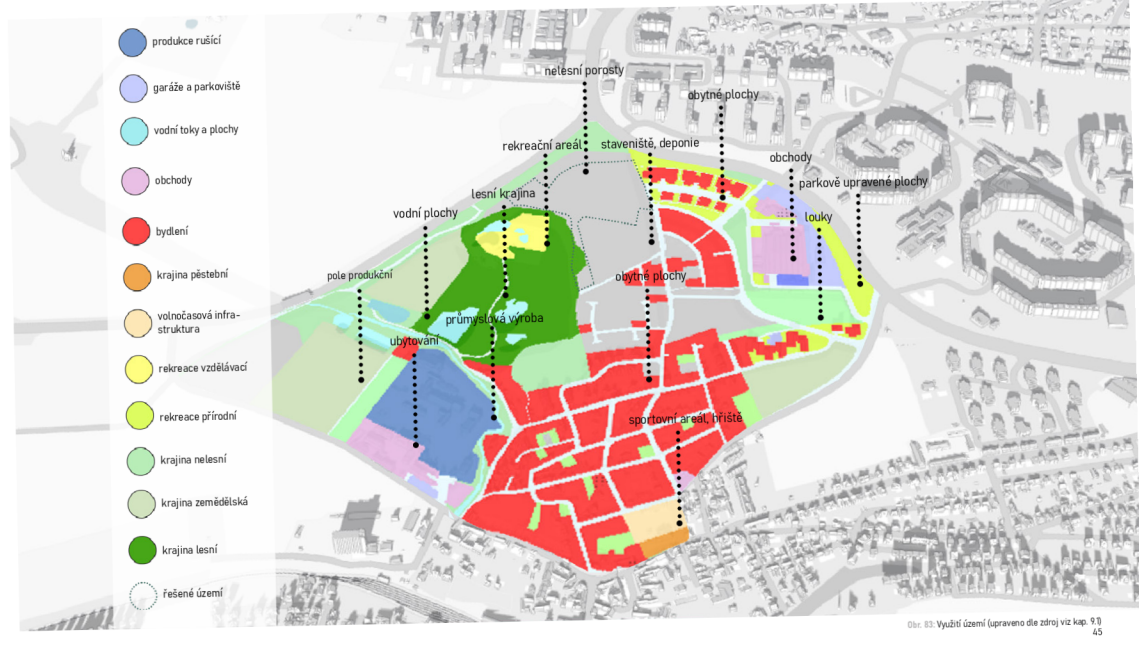 produkce rušící
garáže a parkoviště
vodní toky a plochy
obchody
bydlení
krajina pěstební
volnočasová infra-
struktura
rekreace vzdělávací
rekreace přírodní
krajina nelesní
krajina zemědělská
krajina lesní
řešené území
nelesní porosty
obytné plochy
rekreační areál
staveniště, deponie
obchody
lesní krajina
parkově upravené plochy
vodní plochy
louky
pole produkční
obytné plochy
průmyslová výroba
ubytování
sportovní areál, hřiště
Obr. 83: Využití území (upraveno dle zdroj viz kap. 9.1)
45